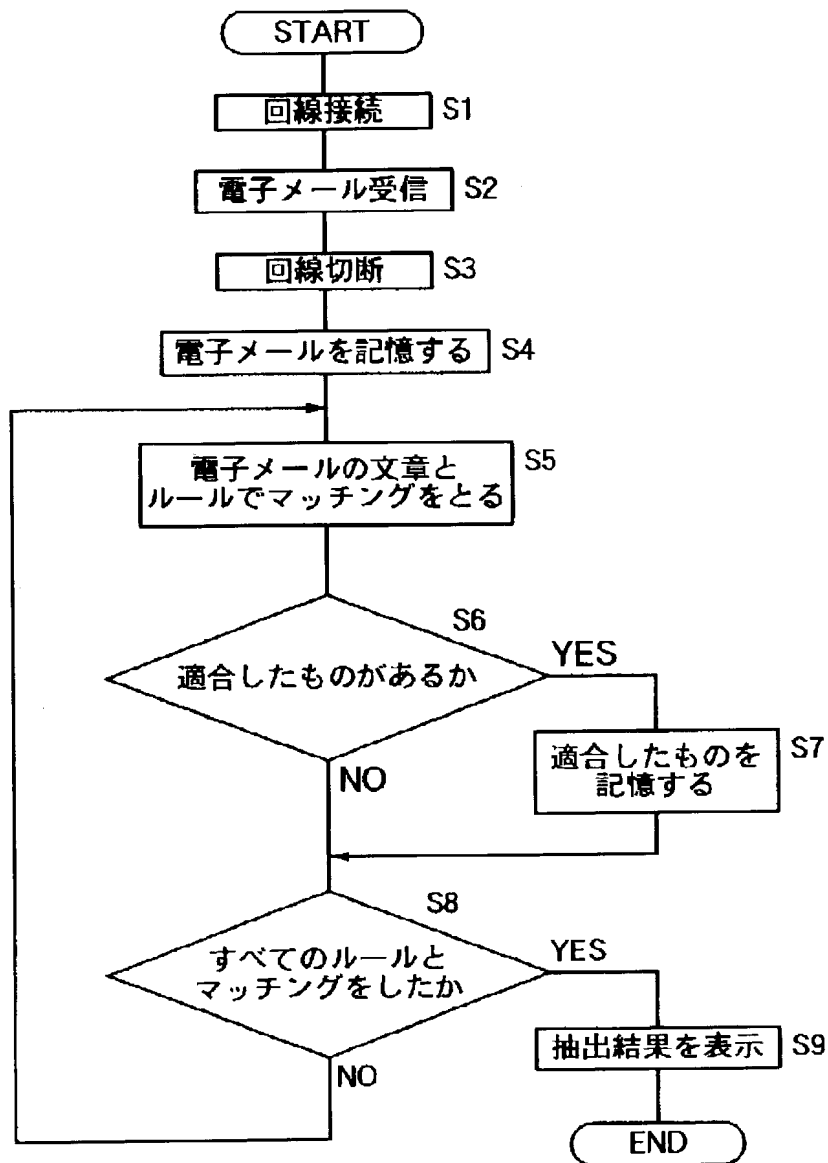 START
回線接続 S1
電子メール受信 S2
回線切断 S3
電子メールを記憶する S4
電子メールの文章と S5
ルールでマッチングをとる
S6
適合したものがあるか YES
適合したものを S7
記憶する
NO
S8
すべてのルールと YES
マッチングをしたか
抽出結果を表示 S9
NO
END